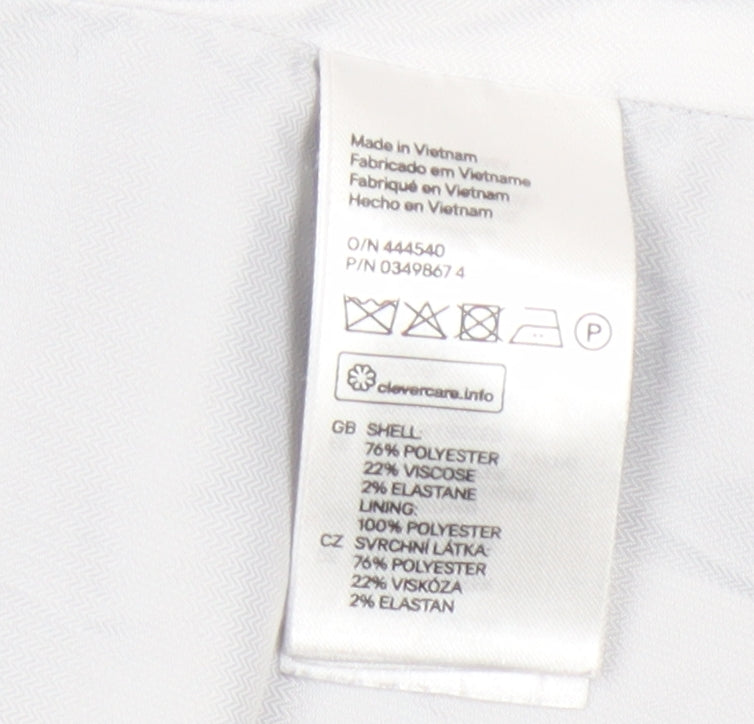 Made in Vietnam
Fabricado em Vietname
Fabriqué en Vietnam
Hecho en Vietnam
O/N 444540
P/N 0349867 4
P
clevercare.info
GB SHELL:
76% POLYESTER
22% VISCOSE
2% ELASTANE
LINING:
100% POLYESTER
CZ SVRCHNÍ LÁTKA:
76% POLYESTER
22% VISKÓZA
2% ELASTAN